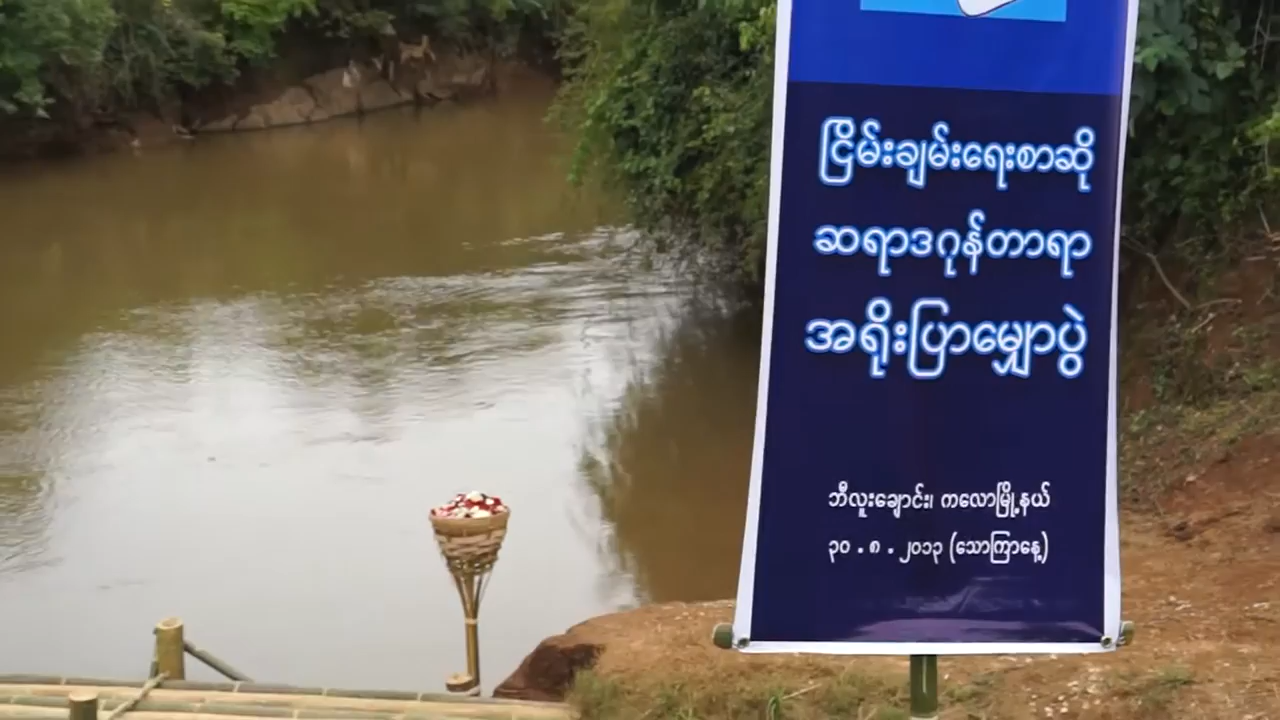 ငြိမ်းချမ်းရေးစာဆို
ဆရာဒဂုန်တာရာ
အရိုးပြာမျှောပွဲ
ဘီလူးချောင်း၊ ကလောမြို့နယ်
၃၀ . ၈ . ၂၀၁၃ (သောကြာနေ့)